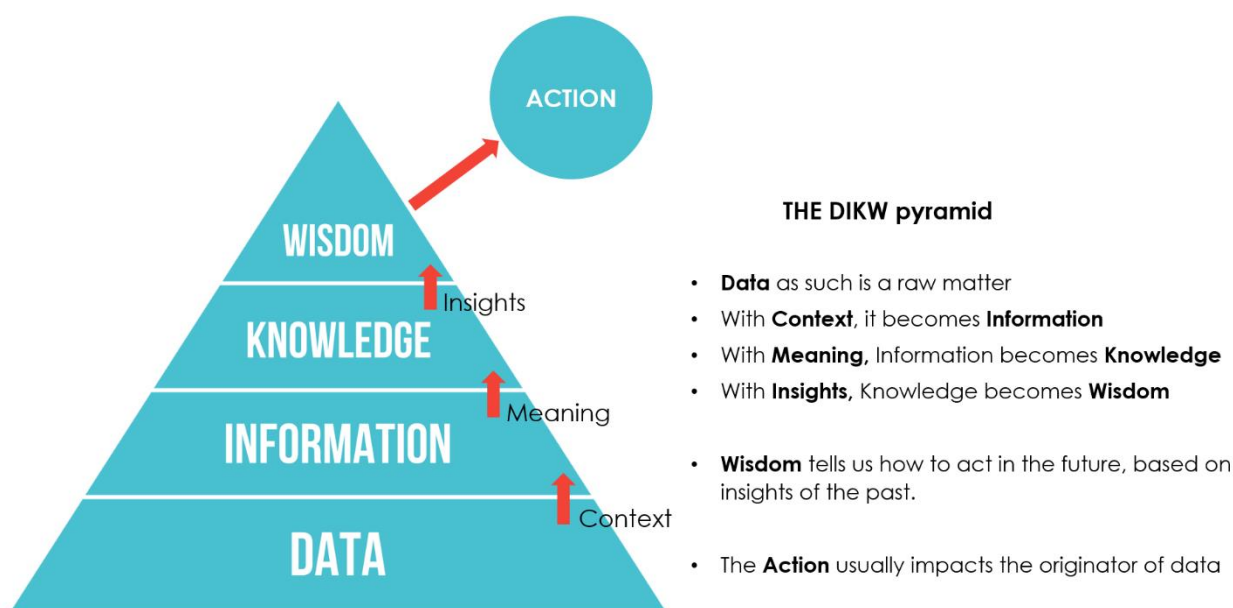 ACTION
WISDOM
Insights
KNOWLEDGE
Meaning
INFORMATION
Context
DATA
THE DIKW pyramid
• Data as such is a raw matter
• With Context, it becomes Information
• With Meaning, Information becomes Knowledge
• With Insights, Knowledge becomes Wisdom
• Wisdom tells us how to act in the future, based on
insights of the past.
• The Action usually impacts the originator of data